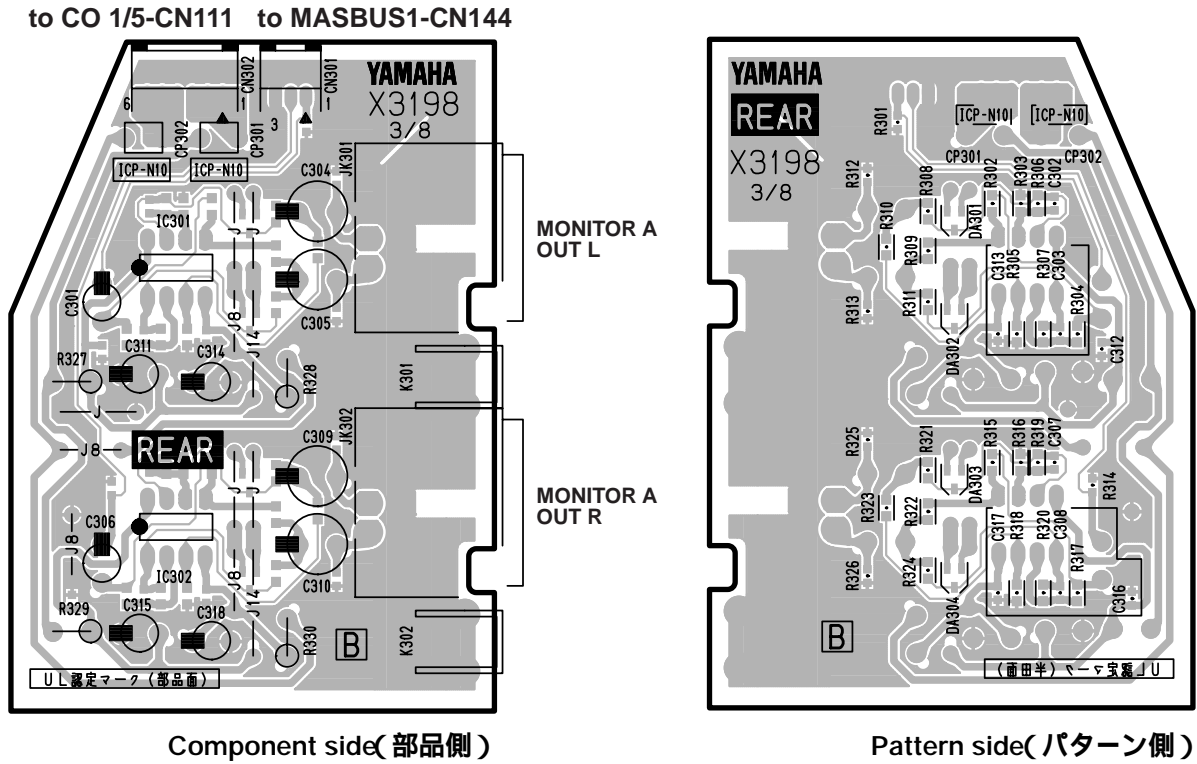 to CO 1/5-CN111 to MASBUS1-CN144
CN302
CN301
6
1
3
1
CP302
CP301
ICP-N10
ICP-N10
YAMAHA
X3198
3/8
JK301
C304
IC301
J
J
C301
C305
J8
J14
C311
C314
R327
R328
K301
J
J8
REAR
C309
JK302
J
J
C306
J8
IC302
C310
J8
J14
R329
C315
C318
R330
K302
B
UL認定マーク(部品面)
MONITOR A
OUT L
MONITOR A
OUT R
Component side(部品側)
YAMAHA
REAR
X3198
3/8
R301
ICP-N10
ICP-N10
CP301
CP302
R312
R308
R302
R303
R306
C302
R310
DA301
R309
C313
R305
R307
C303
R311
R304
R313
DA302
C312
R325
R321
R315
R316
R319
C307
DA303
R314
R323
R322
C317
R318
R320
C308
R317
R326
R324
DA304
C316
B
Pattern side(パターン側)